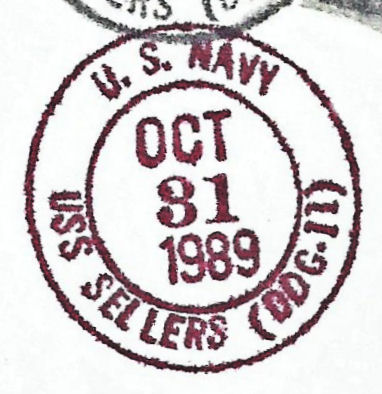 U. S. NAVY
OCT
31
1989
USS SELLERS (DDG-11)